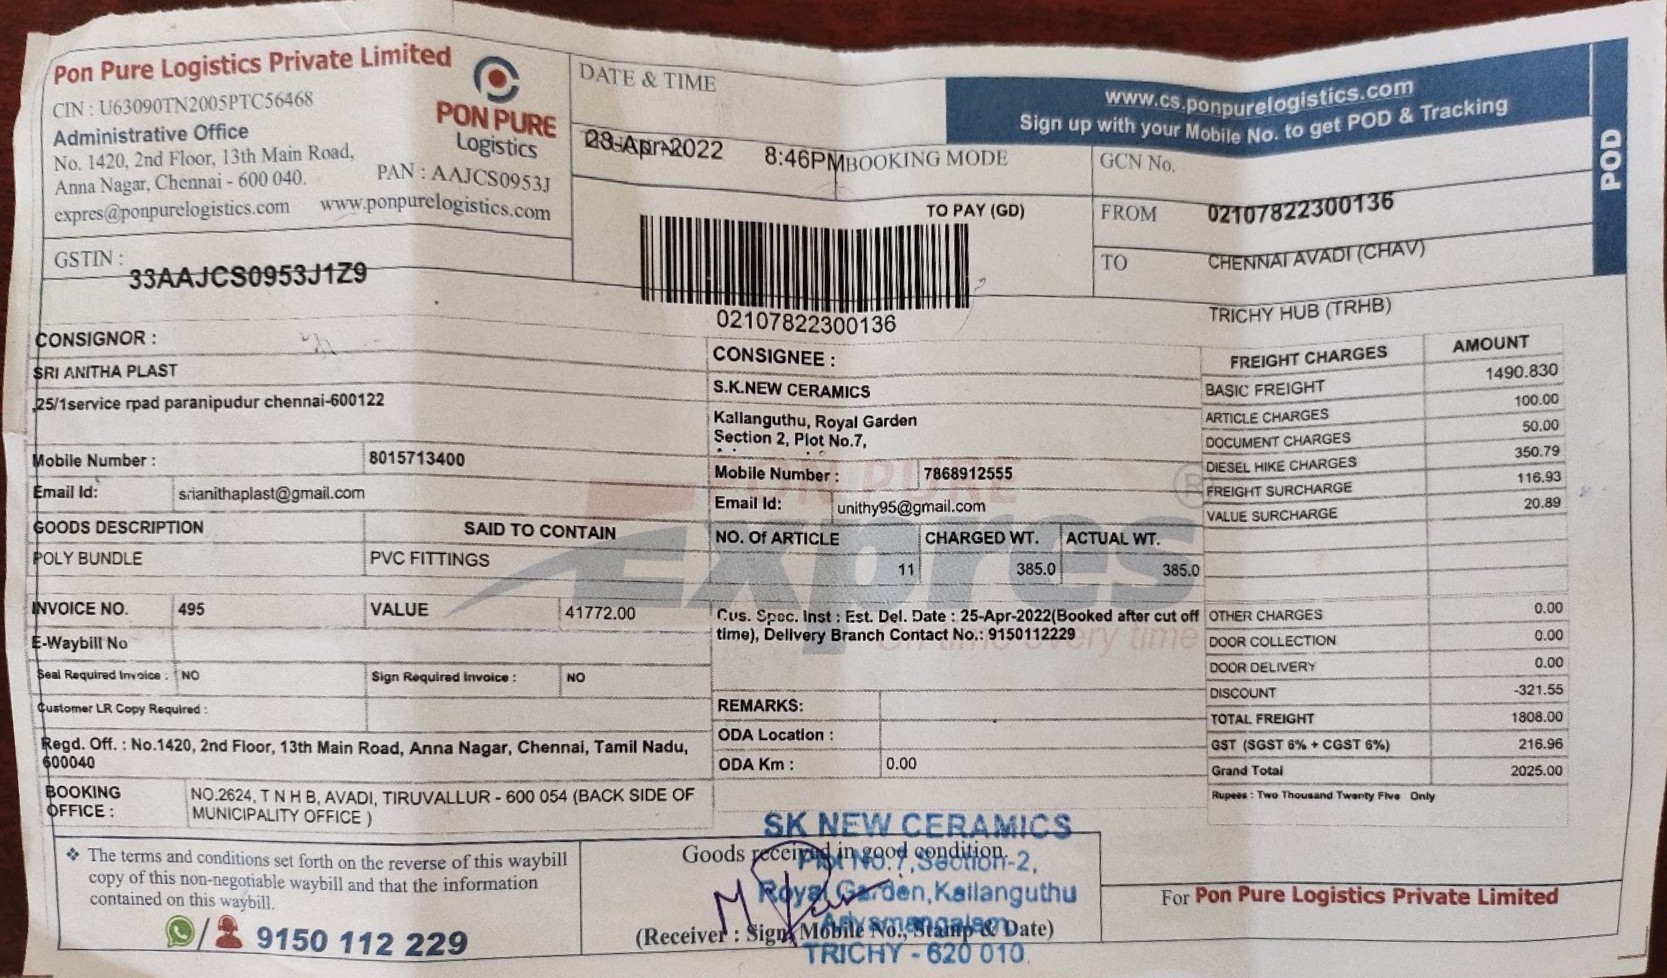 Pon Pure Logistics Private Limited
CIN : U63090TN2005PTC56468
Administrative Office
No. 1420, 2nd Floor, 13th Main Road,
Anna Nagar, Chennai - 600 040.
PAN : AAJCS0953J
expres@ponpurelogistics.com www.ponpurelogistics.com
PON PURE
Logistics
GSTIN :
33AAJCS0953J1Z9
DATE & TIME
23-Apr-2022 8:46PM
BOOKING MODE
TO PAY (GD)
02107822300136
www.cs.ponpurelogistics.com
Sign up with your Mobile No. to get POD & Tracking
POD
GCN No.
FROM 02107822300136
TO CHENNAI AVADI (CHAV)
TRICHY HUB (TRHB)
CONSIGNOR :
SRI ANITHA PLAST
,25/1service rpad paranipudur chennai-600122
Mobile Number : 8015713400
Email Id: srianithaplast@gmail.com
GOODS DESCRIPTION SAID TO CONTAIN
POLY BUNDLE PVC FITTINGS
INVOICE NO. 495 VALUE 41772.00
E-Waybill No
Seal Required Invoice : NO Sign Required Invoice : NO
Customer LR Copy Required :
Regd. Off. : No.1420, 2nd Floor, 13th Main Road, Anna Nagar, Chennai, Tamil Nadu,
600040
BOOKING
OFFICE :
NO.2624, T N H B, AVADI, TIRUVALLUR - 600 054 (BACK SIDE OF
MUNICIPALITY OFFICE )
CONSIGNEE :
S.K.NEW CERAMICS
Kallanguthu, Royal Garden
Section 2, Plot No.7,
Mobile Number : 7868912555
Email Id: unithy95@gmail.com
NO. Of ARTICLE CHARGED WT. ACTUAL WT.
11 385.0 385.0
Cus. Spec. Inst : Est. Del. Date : 25-Apr-2022(Booked after cut off
time), Delivery Branch Contact No.: 9150112229
REMARKS:
ODA Location :
ODA Km : 0.00
PON PURE
Expres
On time every time
FREIGHT CHARGES AMOUNT
BASIC FREIGHT 1490.830
ARTICLE CHARGES 100.00
DOCUMENT CHARGES 50.00
DIESEL HIKE CHARGES 350.79
FREIGHT SURCHARGE 116.93
VALUE SURCHARGE 20.89
OTHER CHARGES 0.00
DOOR COLLECTION 0.00
DOOR DELIVERY 0.00
DISCOUNT -321.55
TOTAL FREIGHT 1808.00
GST (SGST 6% + CGST 6%) 216.96
Grand Total 2025.00
Rupees : Two Thousand Twenty Five Only
❖ The terms and conditions set forth on the reverse of this waybill
copy of this non-negotiable waybill and that the information
contained on this waybill.
/ 9150 112 229
Goods received in good condition.
(Receiver : Sign, Mobile No., Stamp & Date)
SK NEW CERAMICS
Plot No.7, Section-2,
Royal Garden, Kallanguthu
Ariyamangalam
TRICHY - 620 010.
For Pon Pure Logistics Private Limited